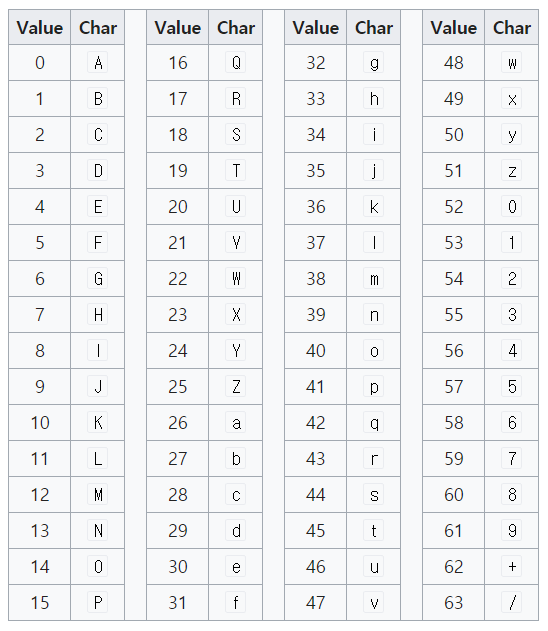 Value Char Value Char Value Char Value Char
0 A 16 Q 32 g 48 w
1 B 17 R 33 h 49 x
2 C 18 S 34 i 50 y
3 D 19 T 35 j 51 z
4 E 20 U 36 k 52 0
5 F 21 V 37 l 53 1
6 G 22 W 38 m 54 2
7 H 23 X 39 n 55 3
8 I 24 Y 40 o 56 4
9 J 25 Z 41 p 57 5
10 K 26 a 42 q 58 6
11 L 27 b 43 r 59 7
12 M 28 c 44 s 60 8
13 N 29 d 45 t 61 9
14 O 30 e 46 u 62 +
15 P 31 f 47 v 63 /